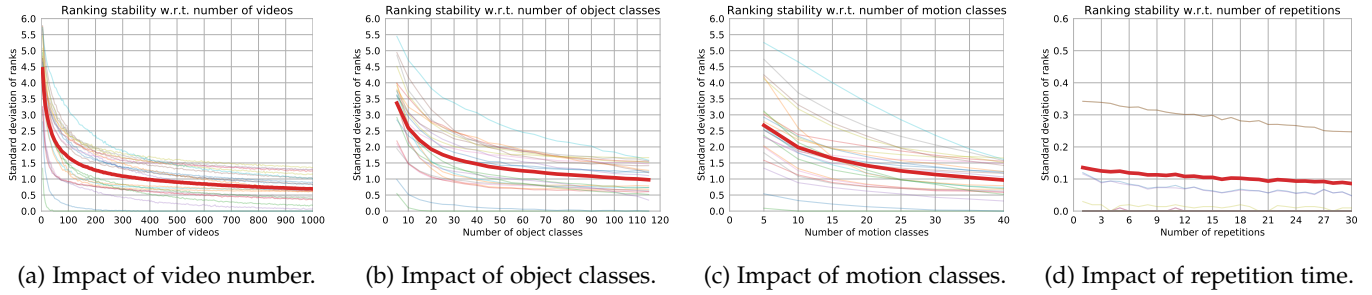 Ranking stability w.r.t. number of videos
Standard deviation of ranks
6.0
5.5
5.0
4.5
4.0
3.5
3.0
2.5
2.0
1.5
1.0
0.5
0.0
0 100 200 300 400 500 600 700 800 900 1000
Number of videos
(a) Impact of video number.
Ranking stability w.r.t. number of object classes
Standard deviation of ranks
6.0
5.5
5.0
4.5
4.0
3.5
3.0
2.5
2.0
1.5
1.0
0.5
0.0
0 10 20 30 40 50 60 70 80 90 100 110 120
Number of object classes
(b) Impact of object classes.
Ranking stability w.r.t. number of motion classes
Standard deviation of ranks
6.0
5.5
5.0
4.5
4.0
3.5
3.0
2.5
2.0
1.5
1.0
0.5
0.0
0 5 10 15 20 25 30 35 40
Number of motion classes
(c) Impact of motion classes.
Ranking stability w.r.t. number of repetitions
Standard deviation of ranks
0.6
0.5
0.4
0.3
0.2
0.1
0.0
0 3 6 9 12 15 18 21 24 27 30
Number of repetitions
(d) Impact of repetition time.